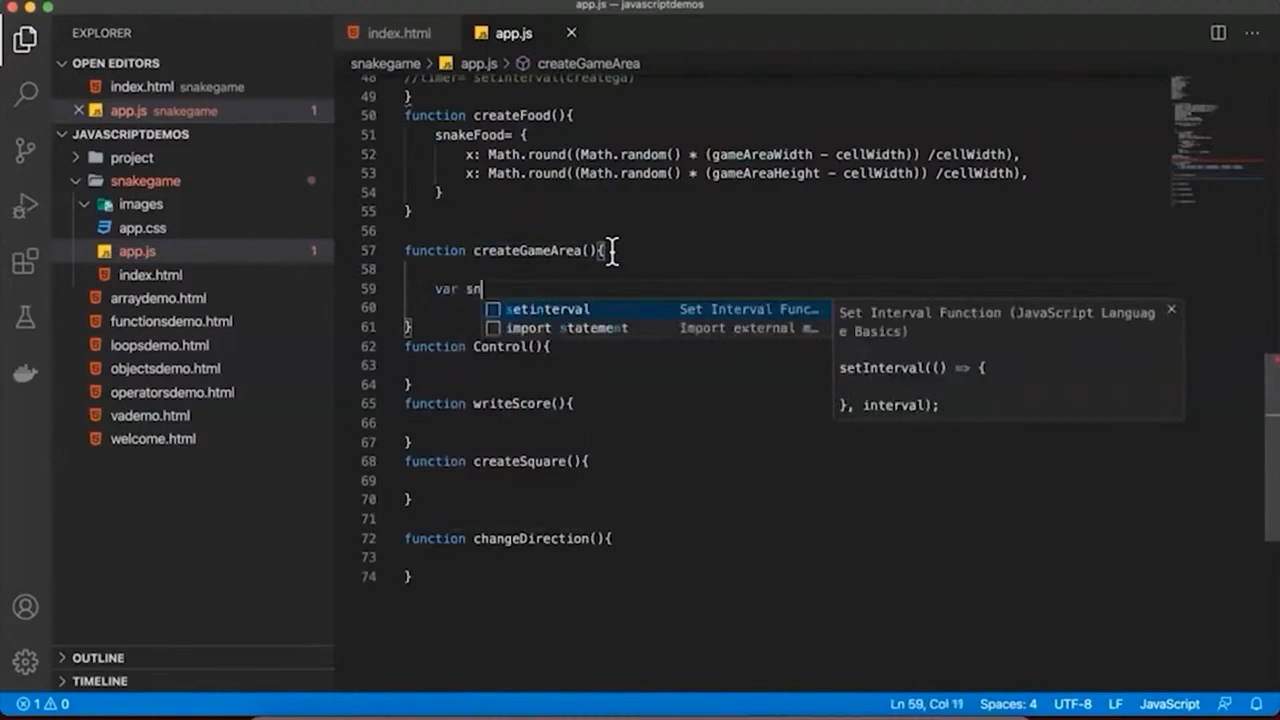 app.js — javascriptdemos
EXPLORER
index.html
app.js
OPEN EDITORS
index.html snakegame
app.js snakegame 1
JAVASCRIPTDEMOS
project
snakegame
images
app.css
app.js 1
index.html
arraydemo.html
functionsdemo.html
loopsdemo.html
objectsdemo.html
operatorsdemo.html
vademo.html
welcome.html
OUTLINE
TIMELINE
snakegame > app.js > createGameArea
48 //timer= setInterval(createga)
49 }
50 function createFood(){
51 snakeFood= {
52 x: Math.round((Math.random() * (gameAreaWidth - cellWidth)) /cellWidth),
53 x: Math.round((Math.random() * (gameAreaHeight - cellWidth)) /cellWidth),
54 }
55 }
56
57 function createGameArea(){
58
59 var sn
60
61 }
62 function Control(){
63
64 }
65 function writeScore(){
66
67 }
68 function createSquare(){
69
70 }
71
72 function changeDirection(){
73
74 }
setinterval Set Interval Func…
import statement Import external m…
Set Interval Function (JavaScript Languag
e Basics)
setInterval(() => {
}, interval);
1 0
Ln 59, Col 11 Spaces: 4 UTF-8 LF JavaScript